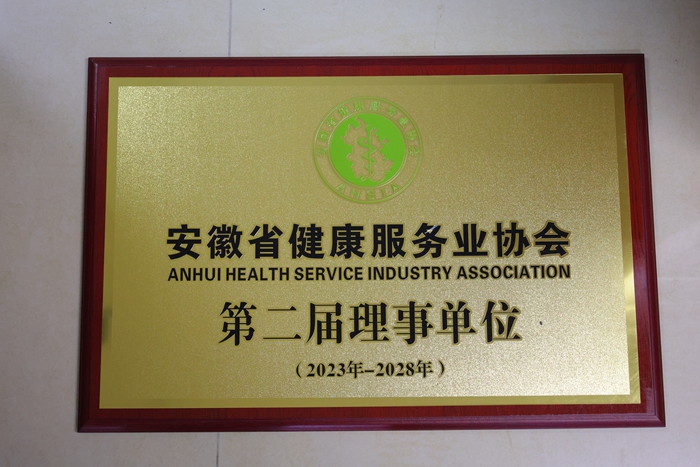 安徽省健康服务业协会
ANHUI HEALTH SERVICE INDUSTRY ASSOCIATION
第二届理事单位
（2023年–2028年）